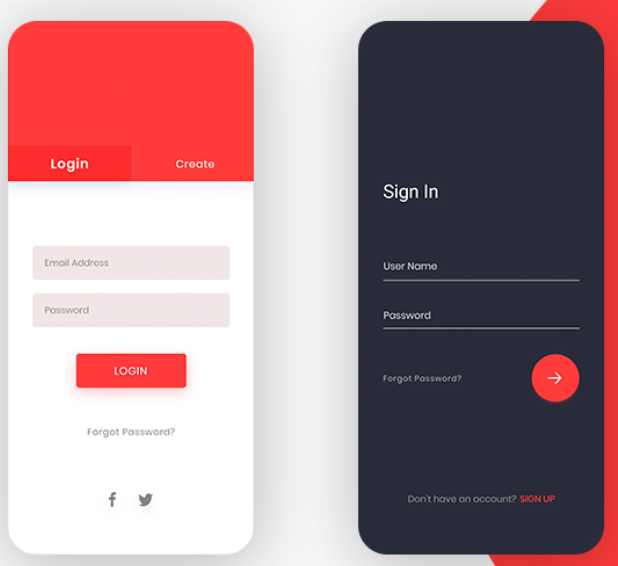 Login
Create
Email Address
Password
LOGIN
Forgot Password?
Sign In
User Name
Password
Forgot Password?
Don't have an account? SIGN UP